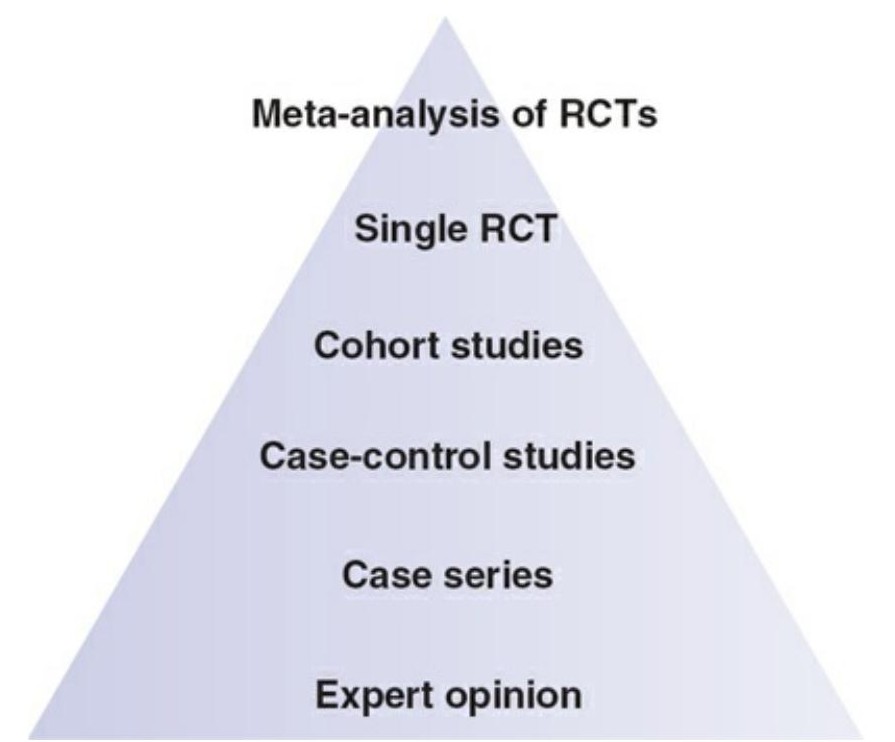 Meta-analysis of RCTs
Single RCT
Cohort studies
Case-control studies
Case series
Expert opinion